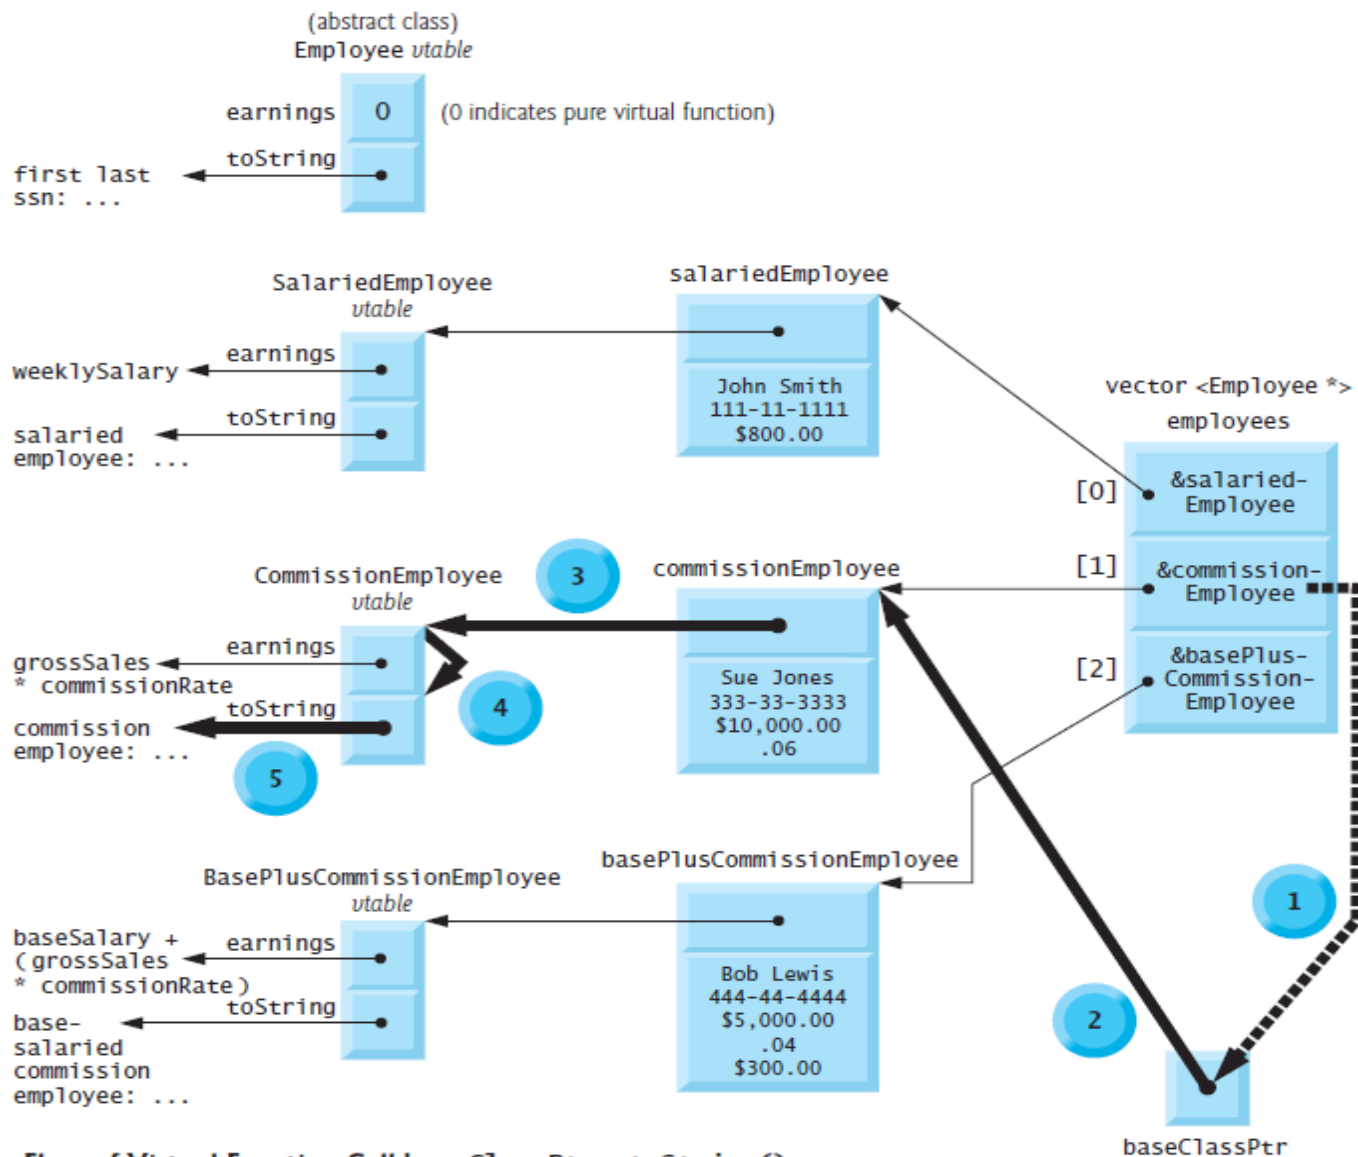 (abstract class)
Employee vtable
earnings
0
(0 indicates pure virtual function)
toString
first last
ssn: ...
SalariedEmployee
vtable
salariedEmployee
earnings
weeklySalary
toString
salaried
employee: ...
John Smith
111-11-1111
$800.00
vector <Employee *>
employees
[0]
&salaried-
Employee
[1]
&commission-
Employee
[2]
&basePlus-
Commission-
Employee
CommissionEmployee
vtable
3
commissionEmployee
earnings
grossSales
* commissionRate
toString
4
commission
employee: ...
5
Sue Jones
333-33-3333
$10,000.00
.06
BasePlusCommissionEmployee
vtable
basePlusCommissionEmployee
1
baseSalary +
(grossSales
* commissionRate)
earnings
toString
base-
salaried
commission
employee: ...
Bob Lewis
444-44-4444
$5,000.00
.04
$300.00
2
baseClassPtr